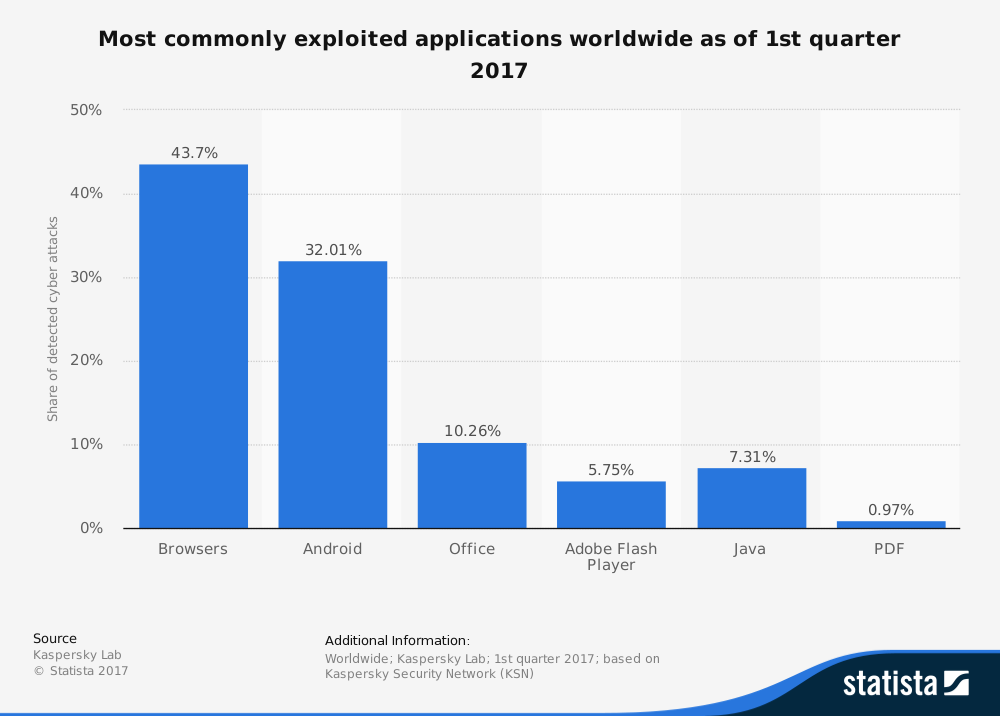 Most commonly exploited applications worldwide as of 1st quarter
2017
50%
40%
30%
20%
10%
0%
Share of detected cyber attacks
43.7%
32.01%
10.26%
5.75%
7.31%
0.97%
Browsers
Android
Office
Adobe Flash
Player
Java
PDF
Source
Kaspersky Lab
© Statista 2017
Additional Information:
Worldwide; Kaspersky Lab; 1st quarter 2017; based on
Kaspersky Security Network (KSN)
statista